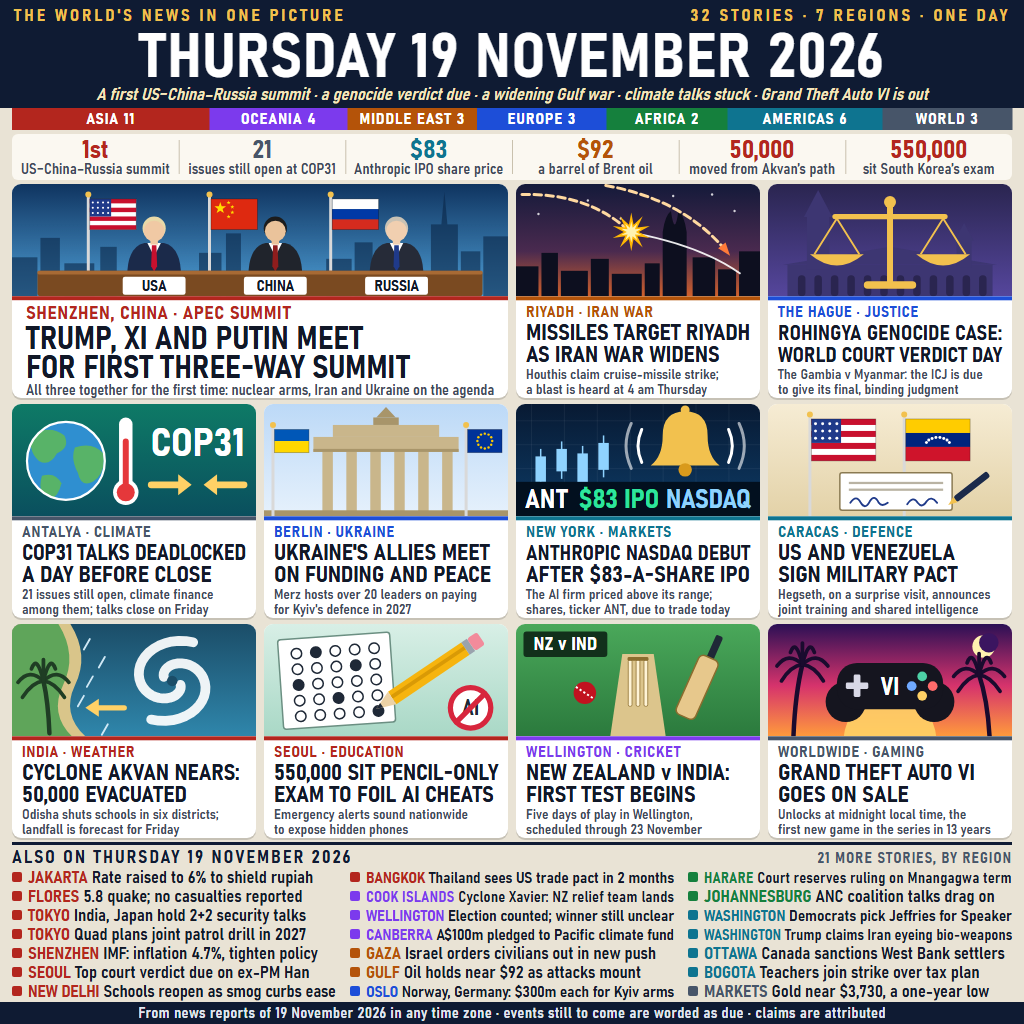 THE WORLD'S NEWS IN ONE PICTURE
32 STORIES · 7 REGIONS · ONE DAY
THURSDAY 19 NOVEMBER 2026
A first US–China–Russia summit · a genocide verdict due · a widening Gulf war · climate talks stuck · Grand Theft Auto VI is out
ASIA 11
OCEANIA 4
MIDDLE EAST 3
EUROPE 3
AFRICA 2
AMERICAS 6
WORLD 3
1st
US–China–Russia summit
21
issues still open at COP31
$83
Anthropic IPO share price
$92
a barrel of Brent oil
50,000
moved from Akvan's path
550,000
sit South Korea's exam
USA
CHINA
RUSSIA
SHENZHEN, CHINA · APEC SUMMIT
TRUMP, XI AND PUTIN MEET
FOR FIRST THREE-WAY SUMMIT
All three together for the first time: nuclear arms, Iran and Ukraine on the agenda
RIYADH · IRAN WAR
MISSILES TARGET RIYADH
AS IRAN WAR WIDENS
Houthis claim cruise-missile strike;
a blast is heard at 4 am Thursday
THE HAGUE · JUSTICE
ROHINGYA GENOCIDE CASE:
WORLD COURT VERDICT DAY
The Gambia v Myanmar: the ICJ is due
to give its final, binding judgment
COP31
ANTALYA · CLIMATE
COP31 TALKS DEADLOCKED
A DAY BEFORE CLOSE
21 issues still open, climate finance
among them; talks close on Friday
BERLIN · UKRAINE
UKRAINE'S ALLIES MEET
ON FUNDING AND PEACE
Merz hosts over 20 leaders on paying
for Kyiv's defence in 2027
ANT $83 IPO NASDAQ
NEW YORK · MARKETS
ANTHROPIC NASDAQ DEBUT
AFTER $83-A-SHARE IPO
The AI firm priced above its range;
shares, ticker ANT, due to trade today
CARACAS · DEFENCE
US AND VENEZUELA
SIGN MILITARY PACT
Hegseth, on a surprise visit, announces
joint training and shared intelligence
INDIA · WEATHER
CYCLONE AKVAN NEARS:
50,000 EVACUATED
Odisha shuts schools in six districts;
landfall is forecast for Friday
AI
SEOUL · EDUCATION
550,000 SIT PENCIL-ONLY
EXAM TO FOIL AI CHEATS
Emergency alerts sound nationwide
to expose hidden phones
NZ v IND
WELLINGTON · CRICKET
NEW ZEALAND v INDIA:
FIRST TEST BEGINS
Five days of play in Wellington,
scheduled through 23 November
VI
WORLDWIDE · GAMING
GRAND THEFT AUTO VI
GOES ON SALE
Unlocks at midnight local time, the
first new game in the series in 13 years
ALSO ON THURSDAY 19 NOVEMBER 2026
21 MORE STORIES, BY REGION
JAKARTA Rate raised to 6% to shield rupiah
FLORES 5.8 quake; no casualties reported
TOKYO India, Japan hold 2+2 security talks
TOKYO Quad plans joint patrol drill in 2027
SHENZHEN IMF: inflation 4.7%, tighten policy
SEOUL Top court verdict due on ex-PM Han
NEW DELHI Schools reopen as smog curbs ease
BANGKOK Thailand sees US trade pact in 2 months
COOK ISLANDS Cyclone Xavier: NZ relief team lands
WELLINGTON Election counted; winner still unclear
CANBERRA A$100m pledged to Pacific climate fund
GAZA Israel orders civilians out in new push
GULF Oil holds near $92 as attacks mount
OSLO Norway, Germany: $300m each for Kyiv arms
HARARE Court reserves ruling on Mnangagwa term
JOHANNESBURG ANC coalition talks drag on
WASHINGTON Democrats pick Jeffries for Speaker
WASHINGTON Trump claims Iran eyeing bio-weapons
OTTAWA Canada sanctions West Bank settlers
BOGOTA Teachers join strike over tax plan
MARKETS Gold near $3,730, a one-year low
From news reports of 19 November 2026 in any time zone · events still to come are worded as due · claims are attributed